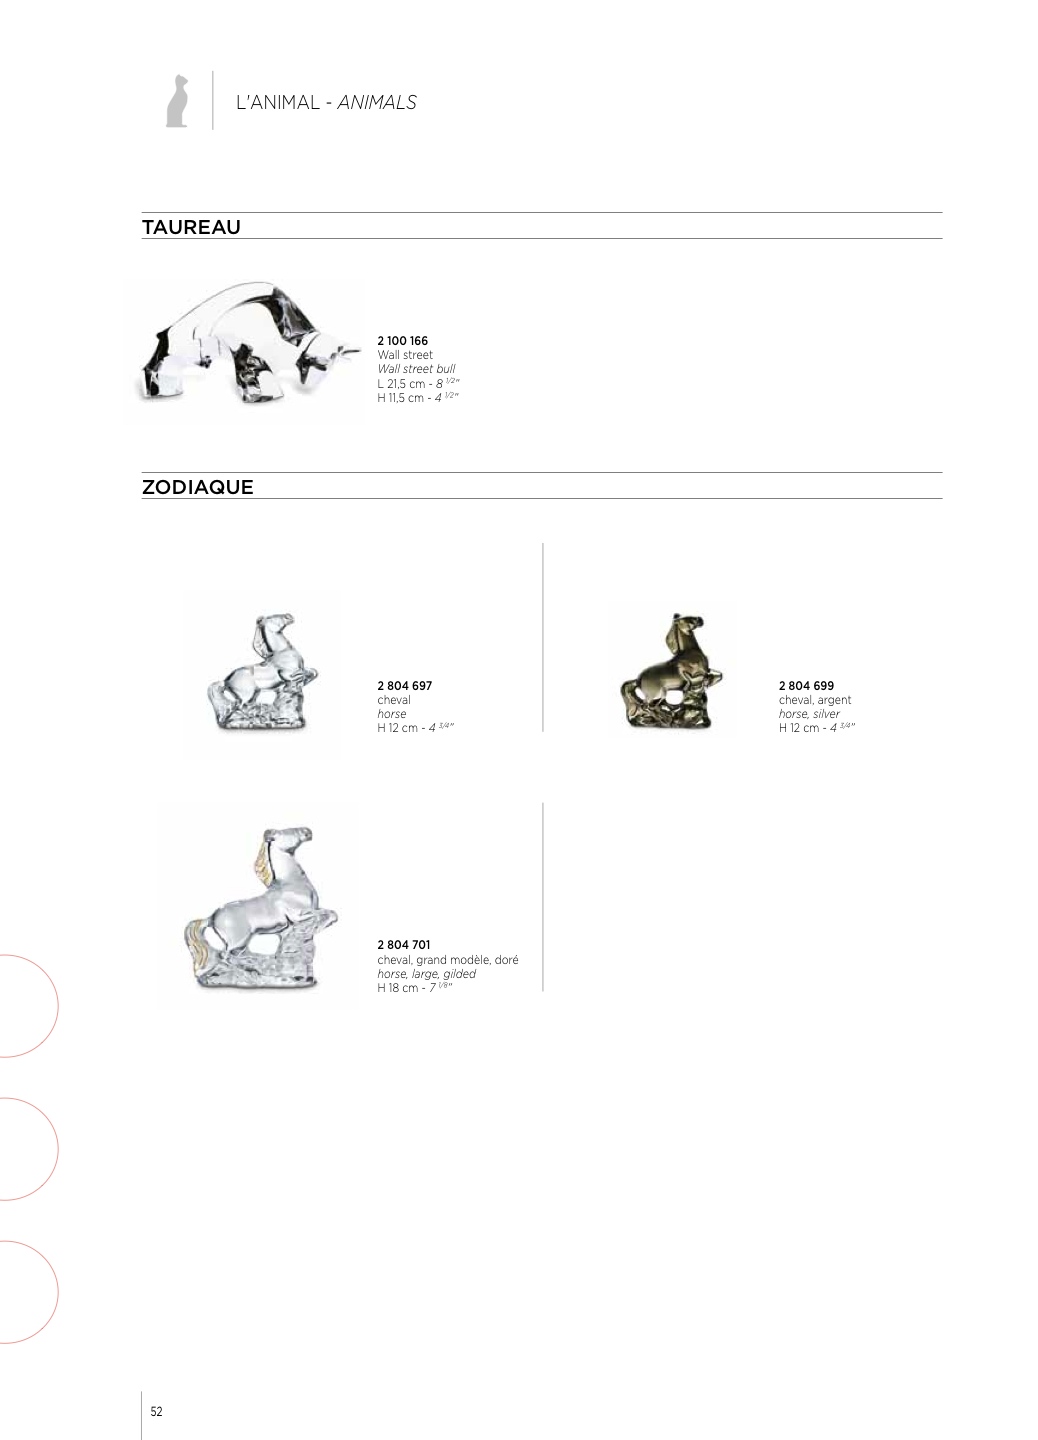 L'ANIMAL - ANIMALS
TAUREAU
2 100 166
Wall street
Wall street bull
L 21,5 cm - 8 1/2"
H 11,5 cm - 4 1/2"
ZODIAQUE
2 804 697
cheval
horse
H 12 cm - 4 3/4"
2 804 699
cheval, argent
horse, silver
H 12 cm - 4 3/4"
2 804 701
cheval, grand modèle, doré
horse, large, gilded
H 18 cm - 7 1/8"
52